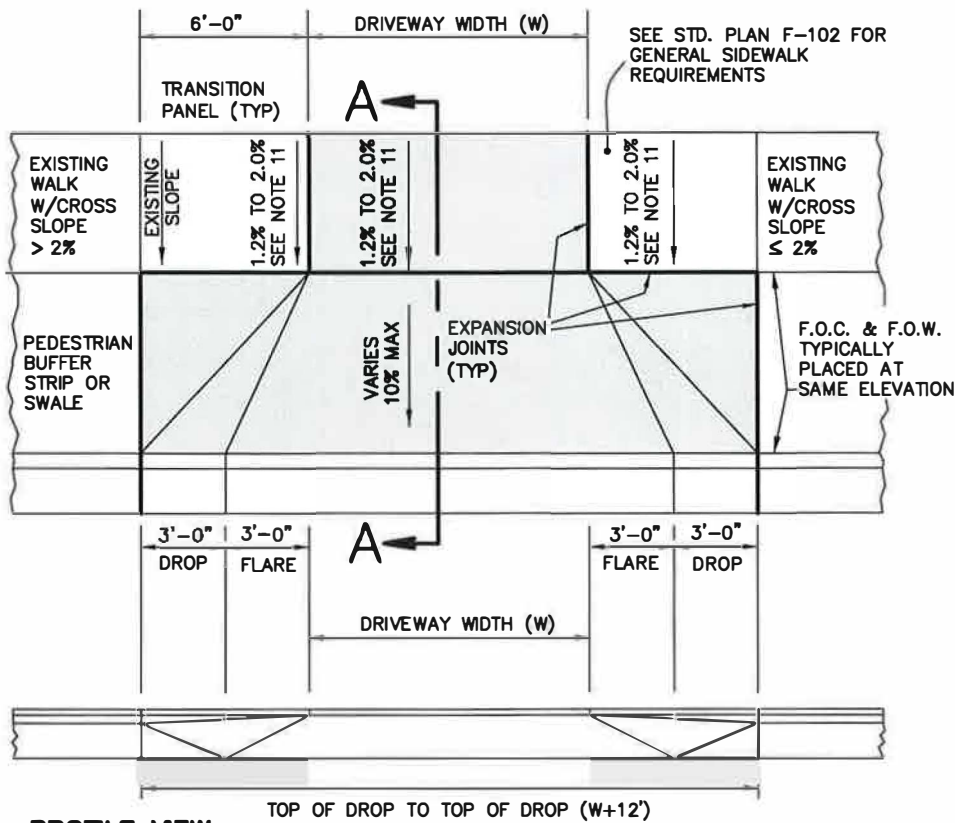 6'-0"
DRIVEWAY WIDTH (W)
SEE STD. PLAN F-102 FOR
GENERAL SIDEWALK
REQUIREMENTS
TRANSITION
PANEL (TYP)
A
EXISTING
WALK
W/CROSS
SLOPE
> 2%
EXISTING
SLOPE
1.2% TO 2.0%
SEE NOTE 11
1.2% TO 2.0%
SEE NOTE 11
1.2% TO 2.0%
SEE NOTE 11
EXISTING
WALK
W/CROSS
SLOPE
≤ 2%
PEDESTRIAN
BUFFER
STRIP OR
SWALE
VARIES
10% MAX
EXPANSION
JOINTS
(TYP)
F.O.C. & F.O.W.
TYPICALLY
PLACED AT
SAME ELEVATION
A
3'-0"
DROP
3'-0"
FLARE
3'-0"
FLARE
3'-0"
DROP
DRIVEWAY WIDTH (W)
TOP OF DROP TO TOP OF DROP (W+12')